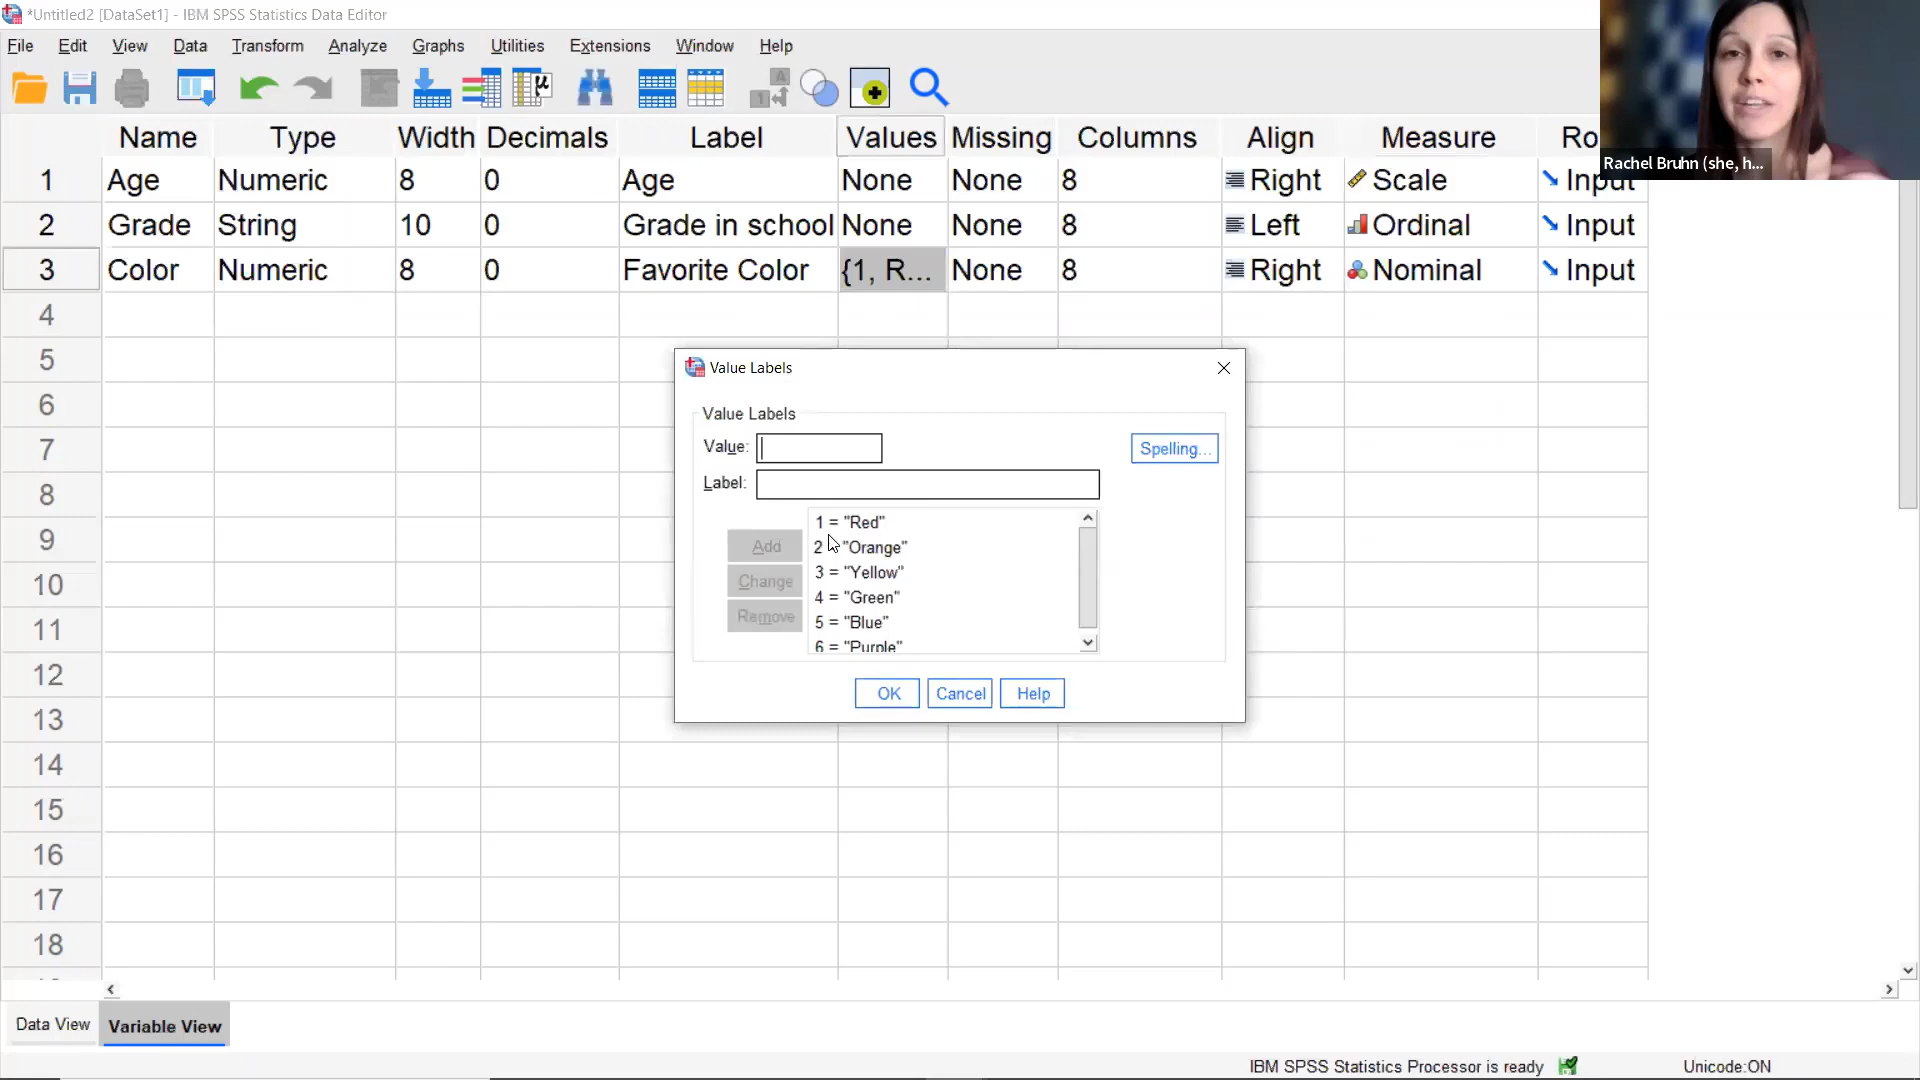 *Untitled2 [DataSet1] - IBM SPSS Statistics Data Editor
File Edit View Data Transform Analyze Graphs Utilities Extensions Window Help
Rachel Bruhn (she, h...
Name Type Width Decimals Label Values Missing Columns Align Measure Ro
1 Age Numeric 8 0 Age None None 8 Right Scale Input
2 Grade String 10 0 Grade in school None None 8 Left Ordinal Input
3 Color Numeric 8 0 Favorite Color {1, R... None 8 Right Nominal Input
4
5
6
7
8
9
10
11
12
13
14
15
16
17
18
Value Labels
Value Labels
Value:
Spelling...
Label:
Add
Change
Remove
1 = "Red"
2 = "Orange"
3 = "Yellow"
4 = "Green"
5 = "Blue"
6 = "Purple"
OK Cancel Help
Data View Variable View
IBM SPSS Statistics Processor is ready Unicode:ON